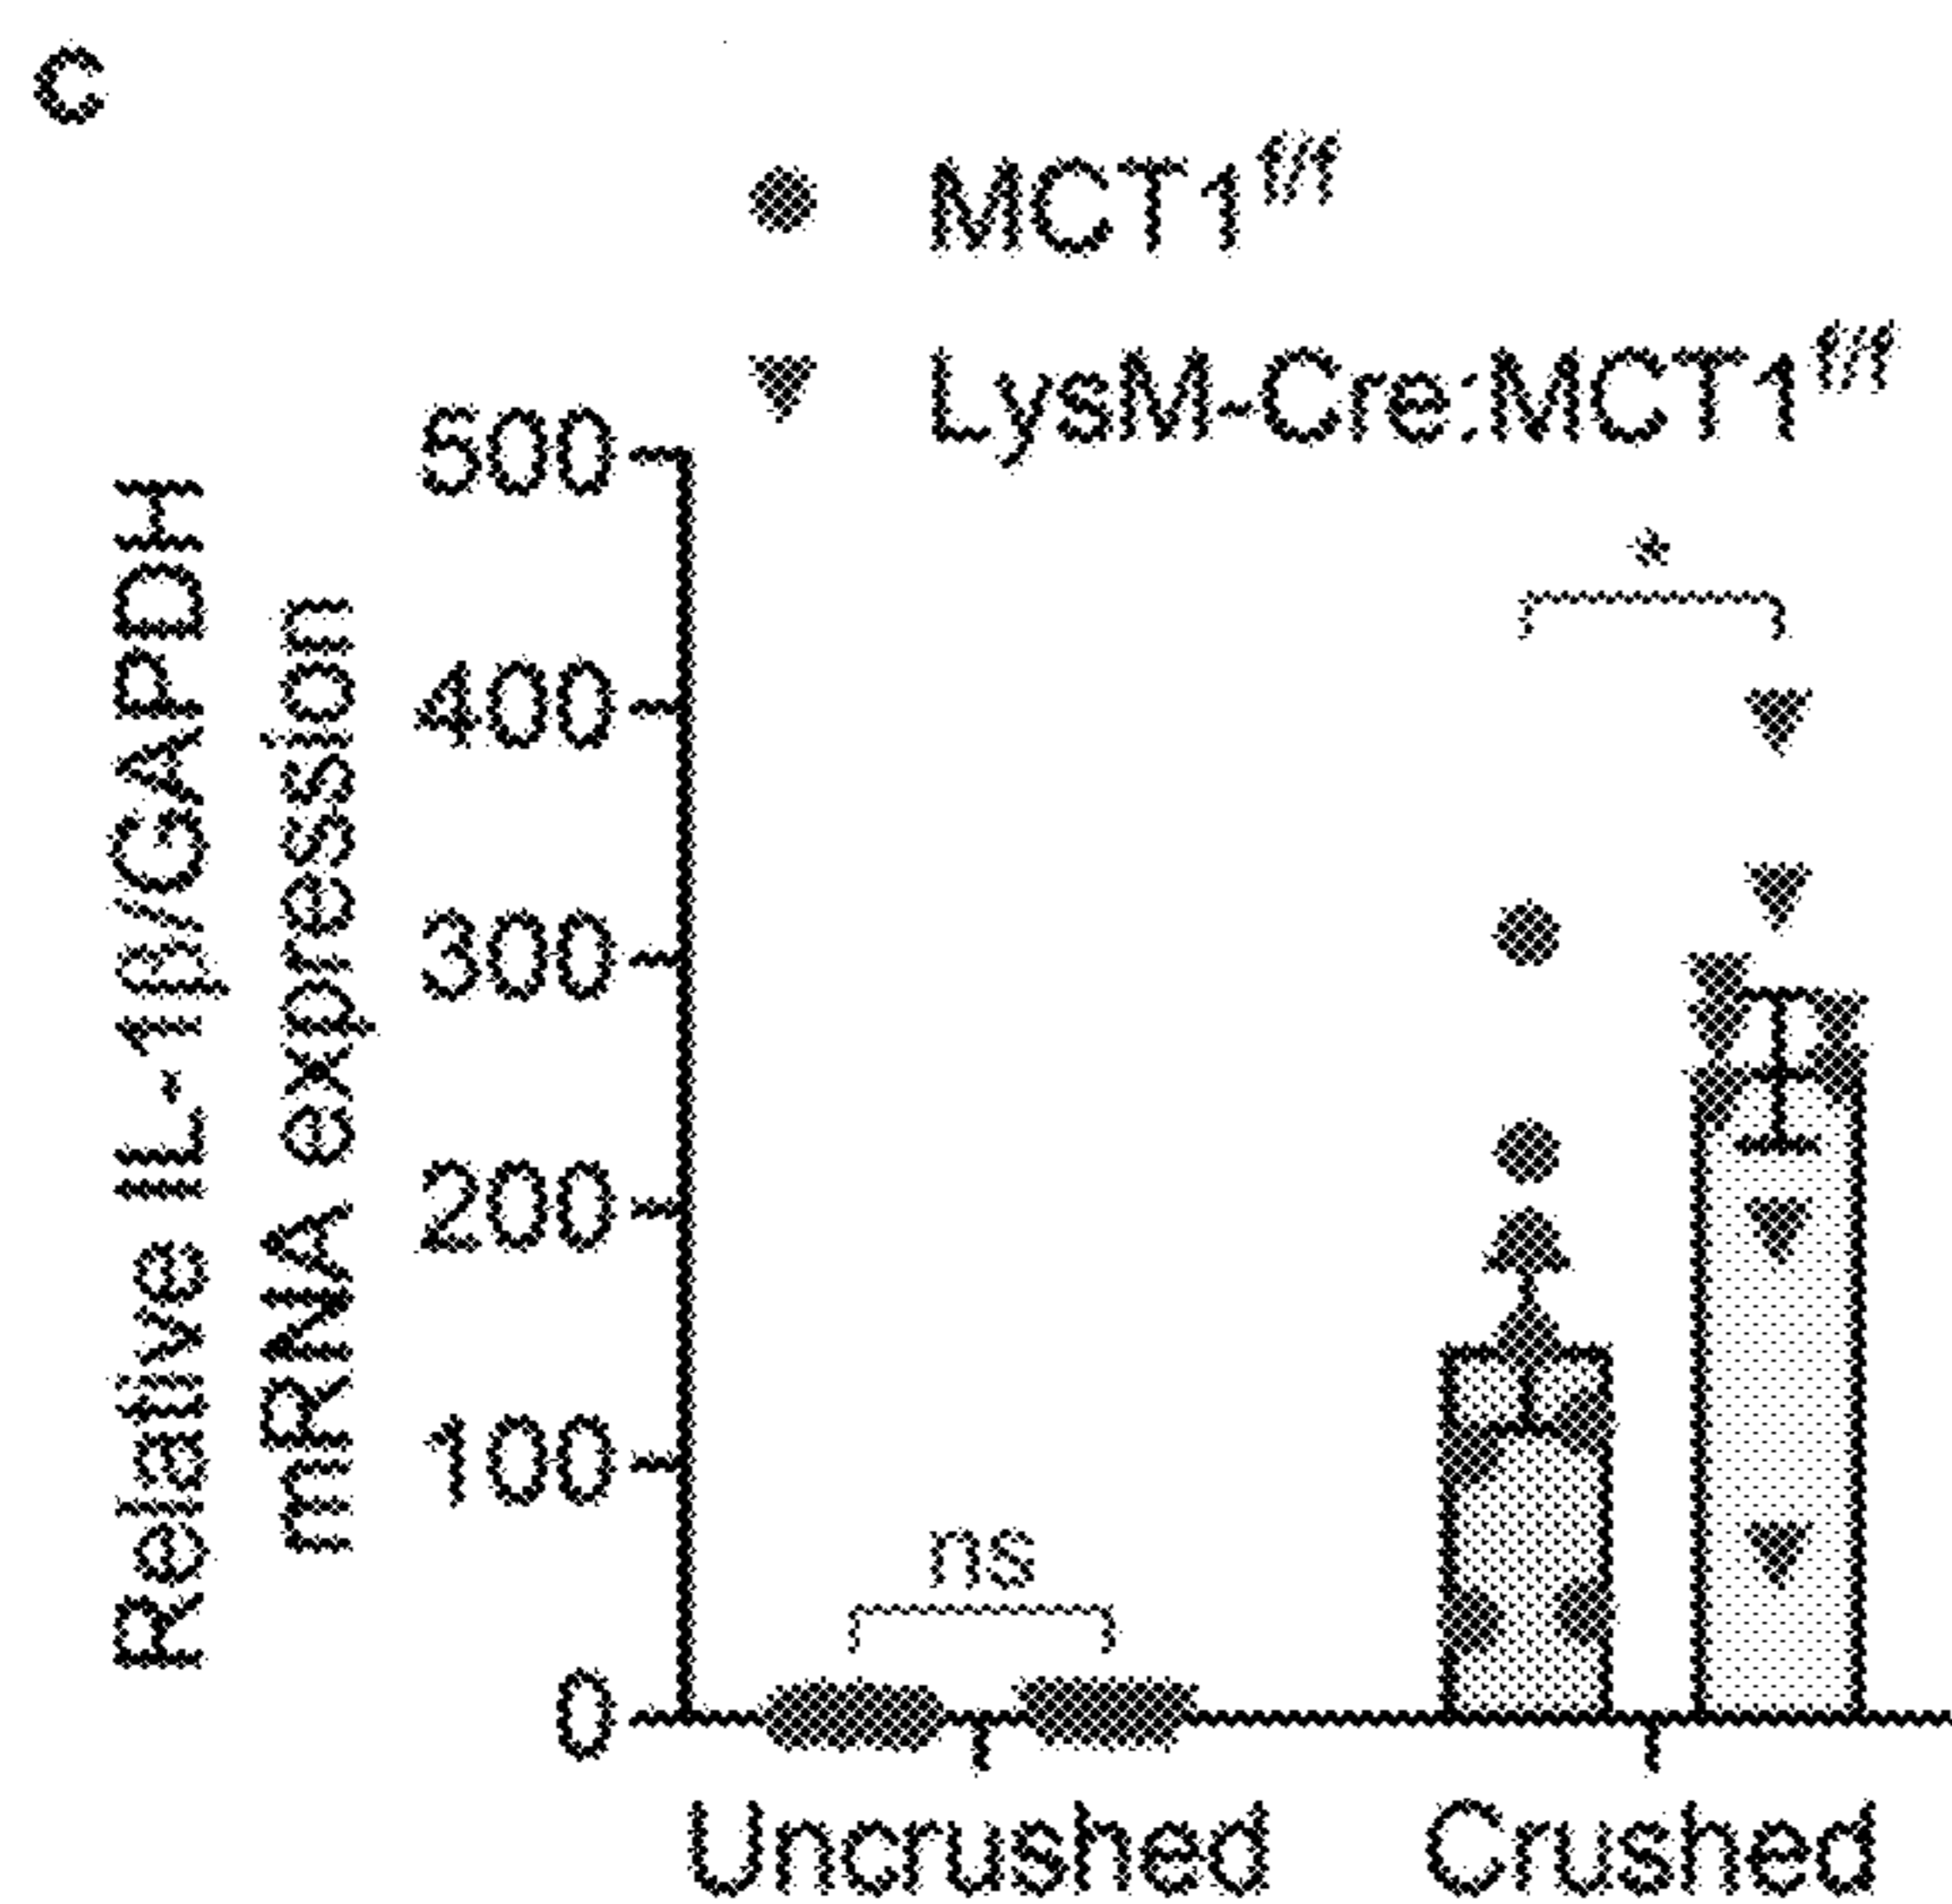 c
MCT1f/f
LysM-Cre:MCT1f/f
Relative IL-1β/GAPDH
mRNA expression
500
400
300
200
100
0
*
ns
Uncrushed
Crushed